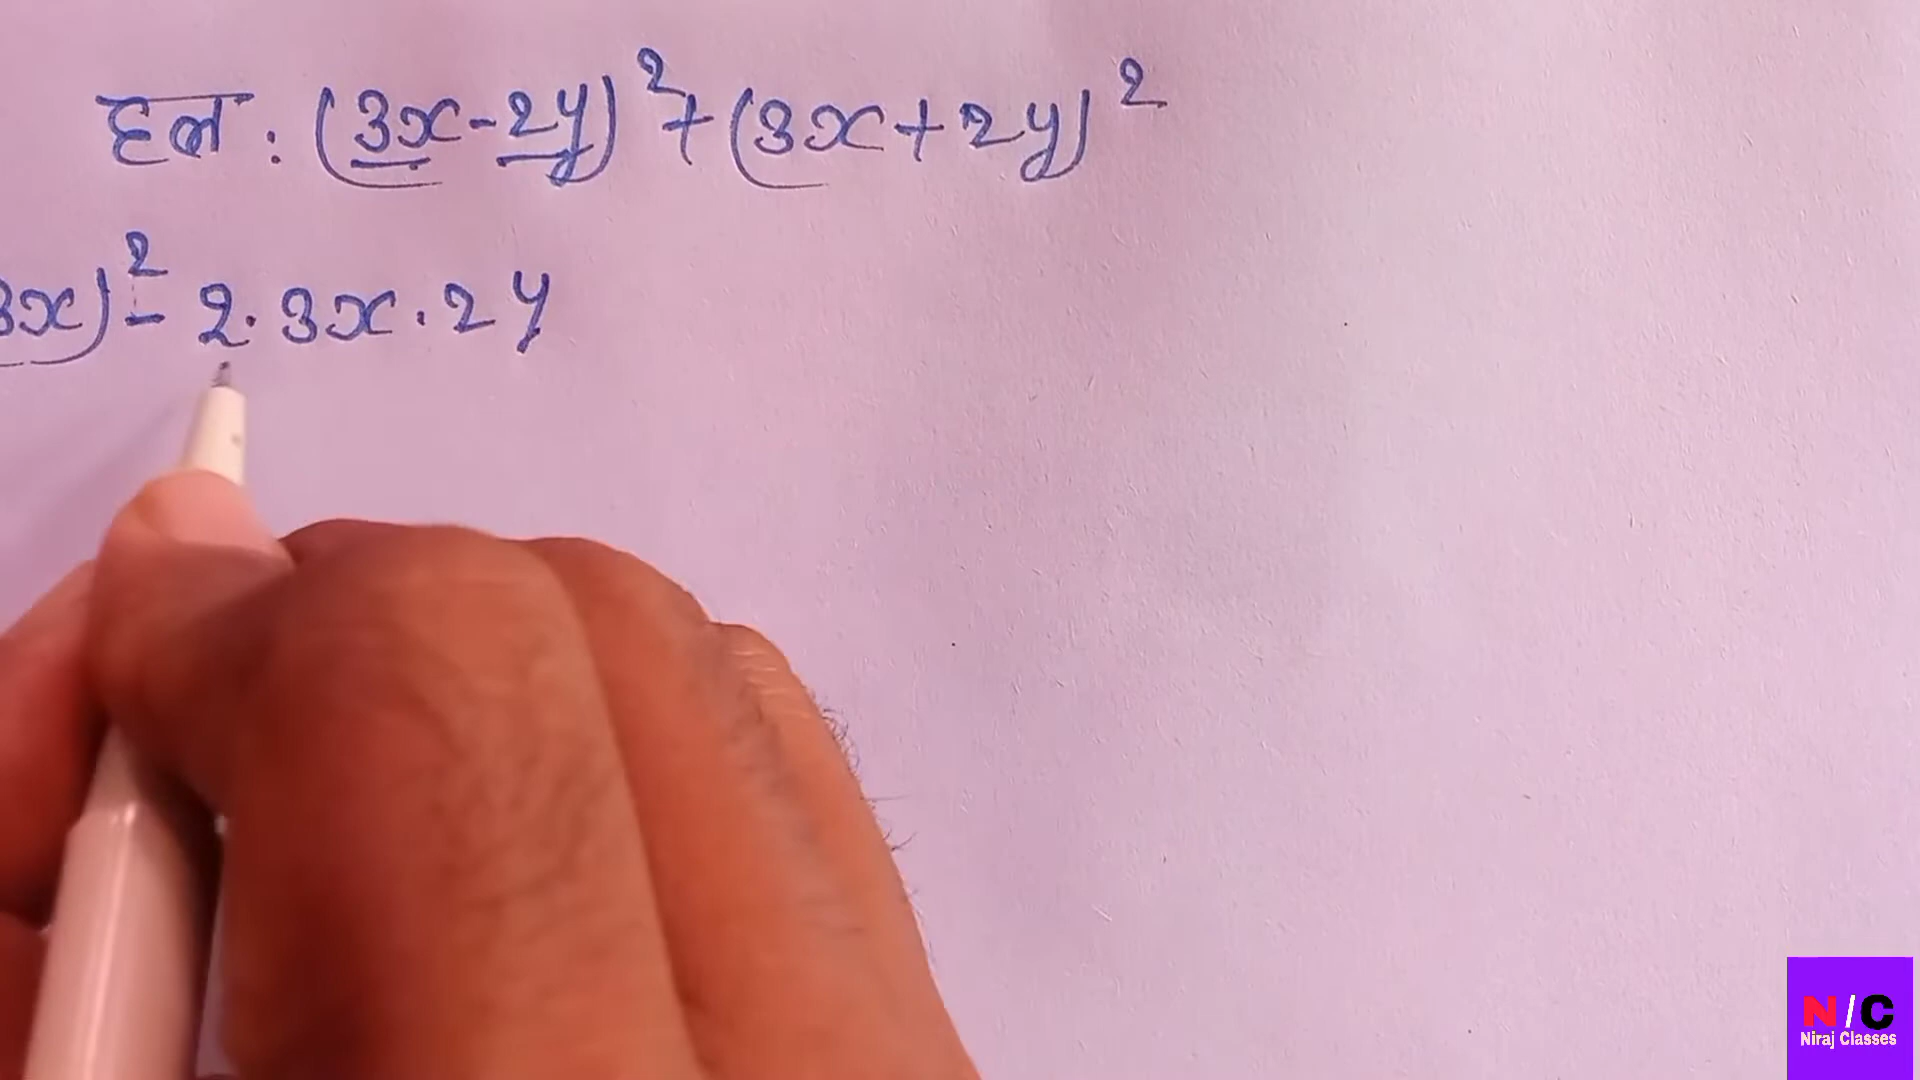 हल : (3x-2y)² + (3x+2y)²
3x)² - 2. 3x . 2y
N/C
Niraj Classes